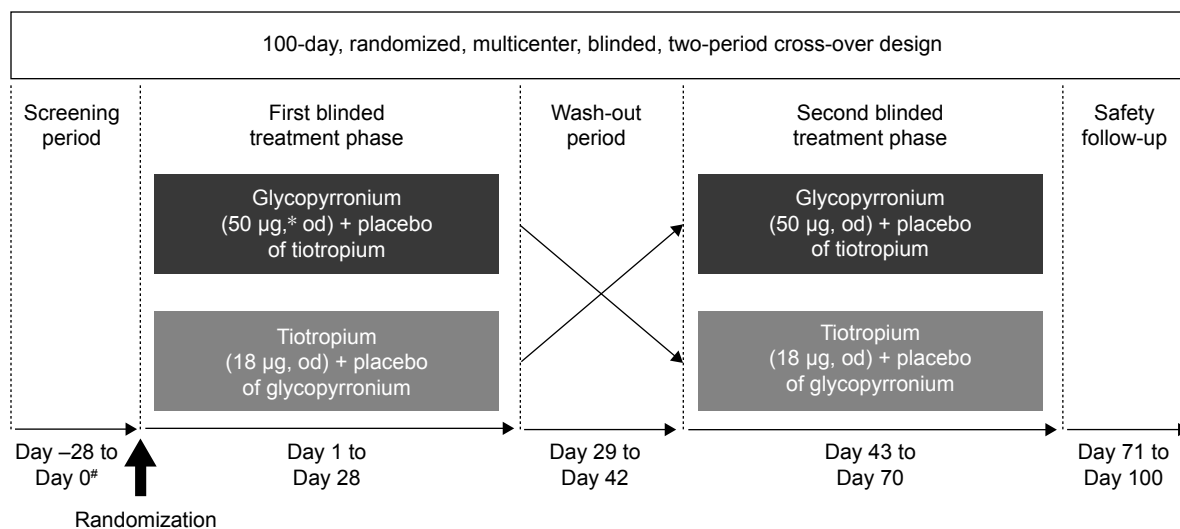 100-day, randomized, multicenter, blinded, two-period cross-over design
Screening
period
First blinded
treatment phase
Wash-out
period
Second blinded
treatment phase
Safety
follow-up
Glycopyrronium
(50 µg,* od) + placebo
of tiotropium
Glycopyrronium
(50 µg, od) + placebo
of tiotropium
Tiotropium
(18 µg, od) + placebo
of glycopyrronium
Tiotropium
(18 µg, od) + placebo
of glycopyrronium
Day –28 to
Day 0#
Day 1 to
Day 28
Day 29 to
Day 42
Day 43 to
Day 70
Day 71 to
Day 100
Randomization